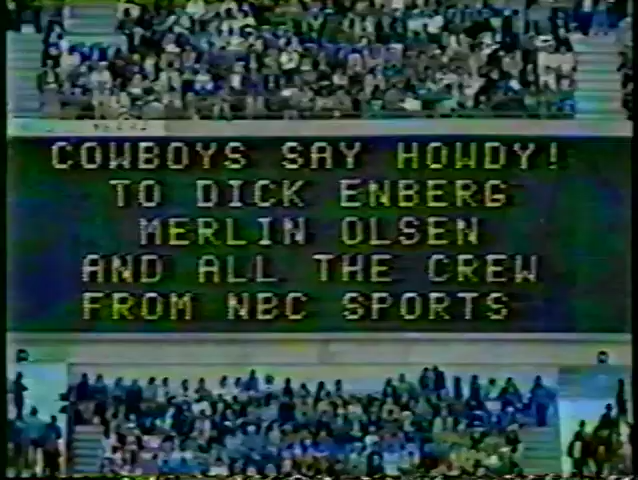 COWBOYS SAY HOWDY!
TO DICK ENBERG
MERLIN OLSEN
AND ALL THE CREW
FROM NBC SPORTS